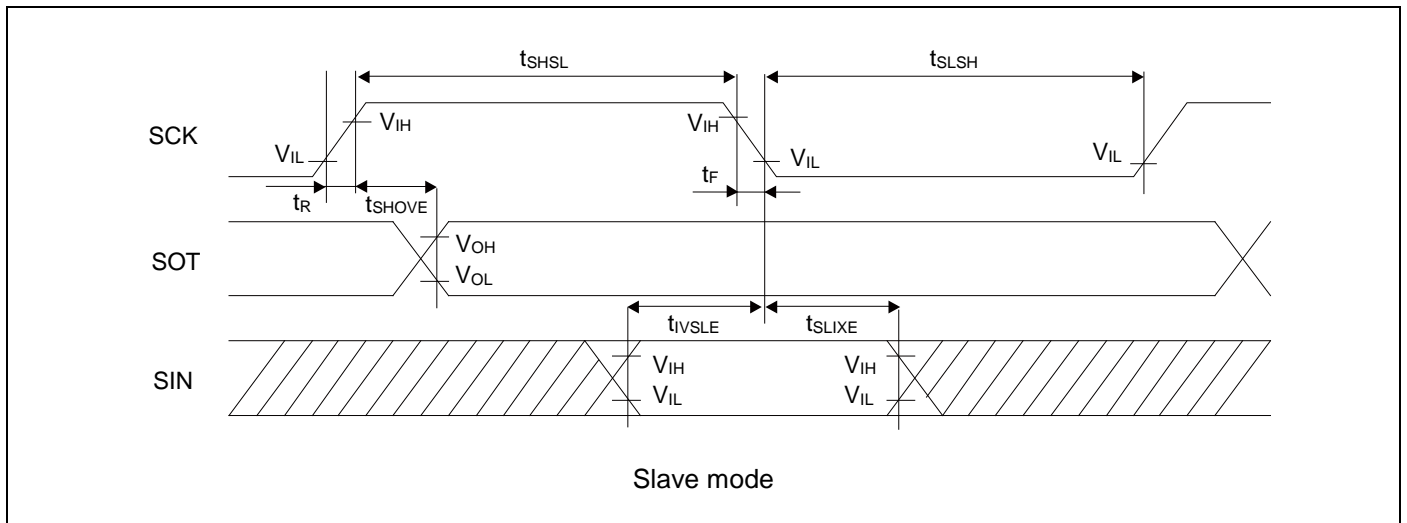 tSHSL
tSLSH
SCK
VIH
VIH
VIL
VIL
VIL
tF
tR
tSHOVE
SOT
VOH
VOL
tIVSLE
tSLIXE
SIN
VIH
VIH
VIL
VIL
Slave mode